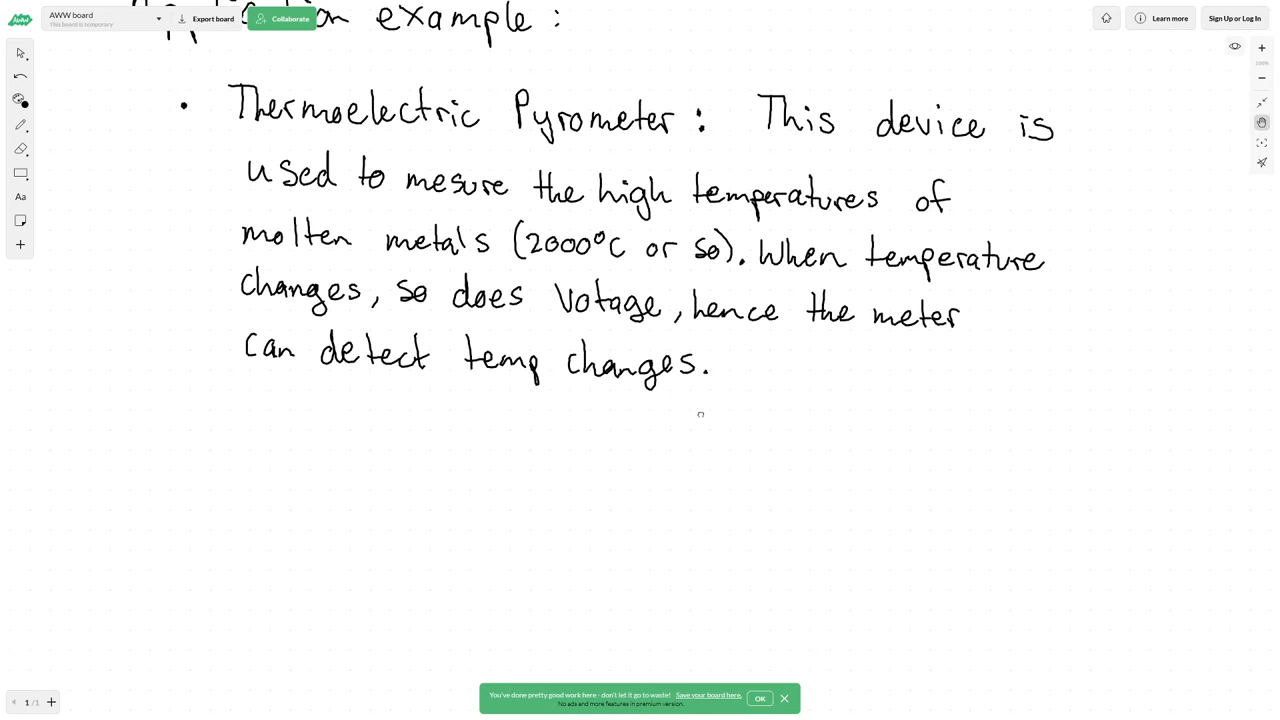 AWW board
This board is temporary
Export board
Collaborate
Learn more
Sign Up or Log In
example :
• Thermoelectric Pyrometer : This device is
used to mesure the high temperatures of
molten metals (2000°C or so). When temperature
changes, so does Votage, hence the meter
can detect temp changes.
100%
Aa
1 /1
You've done pretty good work here - don't let it go to waste! Save your board here.
No ads and more features in premium version.
OK